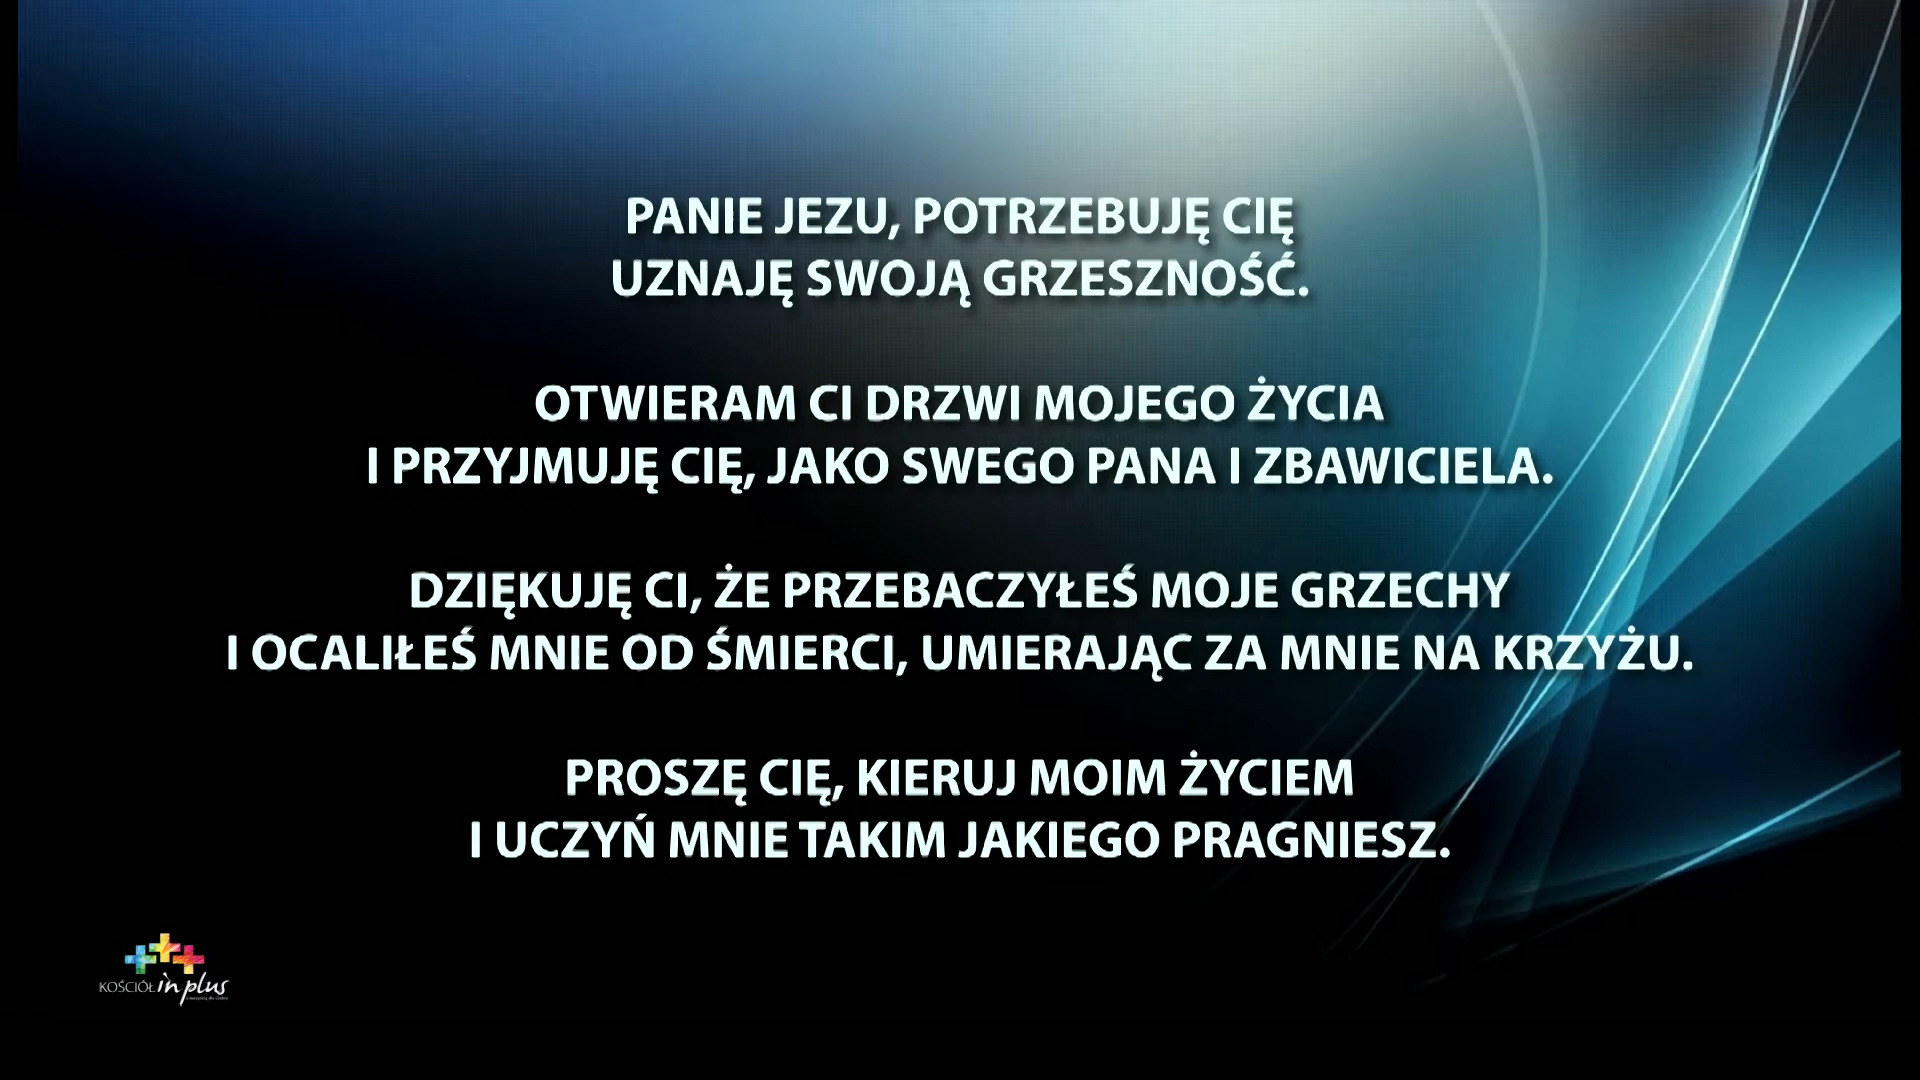 PANIE JEZU, POTRZEBUJĘ CIĘ
UZNAJĘ SWOJĄ GRZESZNOŚĆ.
OTWIERAM CI DRZWI MOJEGO ŻYCIA
I PRZYJMUJĘ CIĘ, JAKO SWEGO PANA I ZBAWICIELA.
DZIĘKUJĘ CI, ŻE PRZEBACZYŁEŚ MOJE GRZECHY
I OCALIŁEŚ MNIE OD ŚMIERCI, UMIERAJĄC ZA MNIE NA KRZYŻU.
PROSZĘ CIĘ, KIERUJ MOIM ŻYCIEM
I UCZYŃ MNIE TAKIM JAKIEGO PRAGNIESZ.
KOŚCIÓŁ in plus